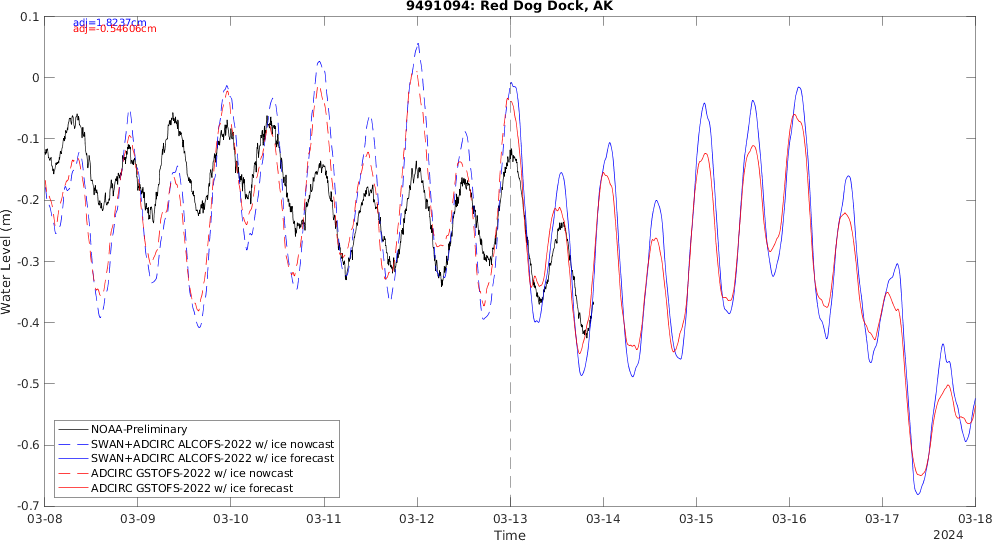 9491094: Red Dog Dock, AK
adj=1.8237cm
adj=-0.54606cm
0.1
0
-0.1
-0.2
-0.3
-0.4
-0.5
-0.6
-0.7
Water Level (m)
NOAA-Preliminary
SWAN+ADCIRC ALCOFS-2022 w/ ice nowcast
SWAN+ADCIRC ALCOFS-2022 w/ ice forecast
ADCIRC GSTOFS-2022 w/ ice nowcast
ADCIRC GSTOFS-2022 w/ ice forecast
03-08 03-09 03-10 03-11 03-12 03-13 03-14 03-15 03-16 03-17 03-18
Time
2024